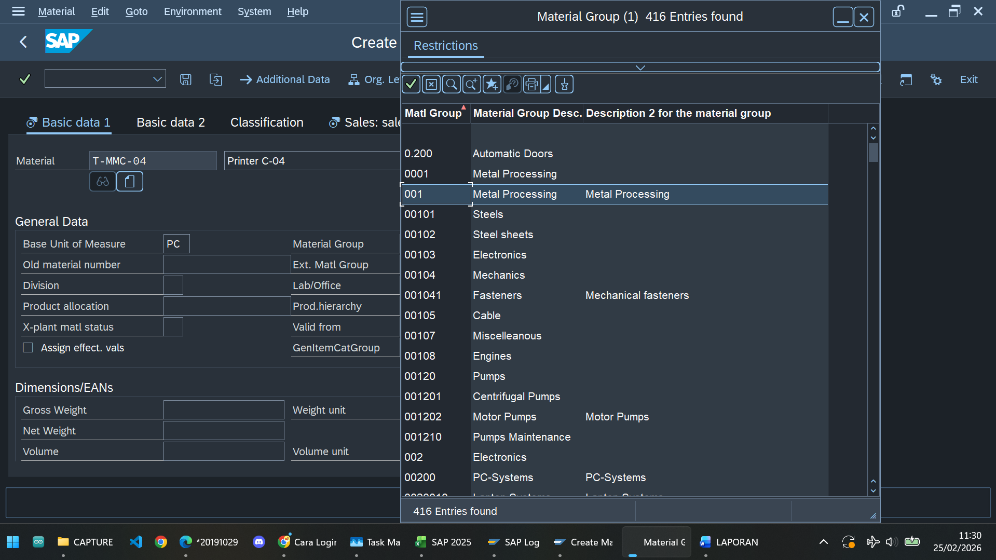 Material Edit Goto Environment System Help
SAP
Create
Additional Data
Org. Le
Exit
Basic data 1
Basic data 2
Classification
Sales: sale
Material
T-MMC-04
Printer C-04
General Data
Base Unit of Measure
PC
Material Group
Old material number
Ext. Matl Group
Division
Lab/Office
Product allocation
Prod.hierarchy
X-plant matl status
Valid from
Assign effect. vals
GenItemCatGroup
Dimensions/EANs
Gross Weight
Weight unit
Net Weight
Volume
Volume unit
Material Group (1) 416 Entries found
Restrictions
Matl Group Material Group Desc. Description 2 for the material group
0.200 Automatic Doors
0001 Metal Processing
001 Metal Processing Metal Processing
00101 Steels
00102 Steel sheets
00103 Electronics
00104 Mechanics
001041 Fasteners Mechanical fasteners
00105 Cable
00107 Miscelleanous
00108 Engines
00120 Pumps
001201 Centrifugal Pumps
001202 Motor Pumps Motor Pumps
001210 Pumps Maintenance
002 Electronics
00200 PC-Systems PC-Systems
416 Entries found
CAPTURE
*20191029
Cara Login
Task Ma
SAP 2025
SAP Log
Create Ma
Material G
LAPORAN
11:30
25/02/2026